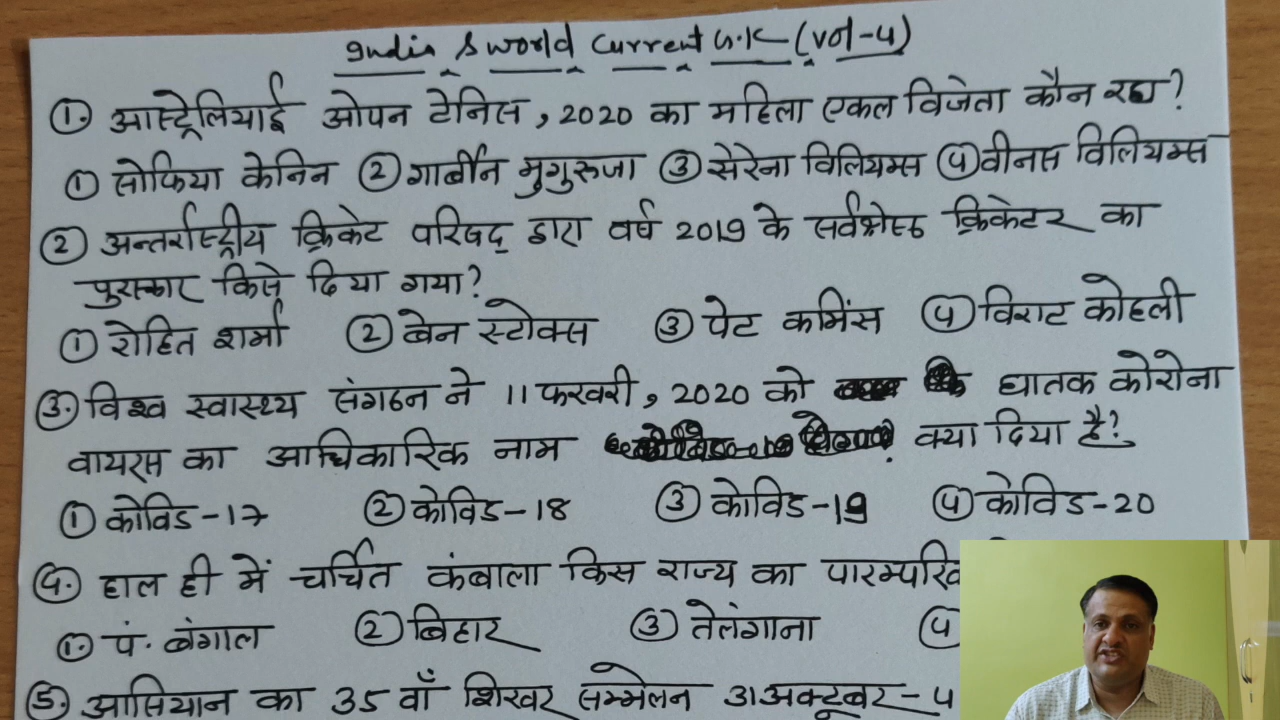 India & world Current G.K (vol-4)
①. आस्ट्रेलियाई ओपन टेनिस, 2020 का महिला एकल विजेता कौन रहा?
① सोफिया केनिन ② गार्बीन मुगुरुजा ③ सेरेना विलियम्स ④ वीनस विलियम्स
② अन्तर्राष्ट्रीय क्रिकेट परिषद् द्वारा वर्ष 2019 के सर्वश्रेष्ठ क्रिकेटर का
पुरस्कार किसे दिया गया?
① रोहित शर्मा ② बेन स्टोक्स ③ पेट कमिंस ④ विराट कोहली
③. विश्व स्वास्थ्य संगठन ने 11 फरवरी, 2020 को घातक कोरोना
वायरस का आधिकारिक नाम क्या दिया है?
① कोविड-17 ② कोविड-18 ③ कोविड-19 ④ कोविड-20
④. हाल ही में चर्चित कंबाला किस राज्य का
①. पं. बंगाल ② बिहार ③ तेलंगाना ④
⑤. आसियान का 35 वाँ शिखर सम्मेलन 31 अक्टूबर - 4